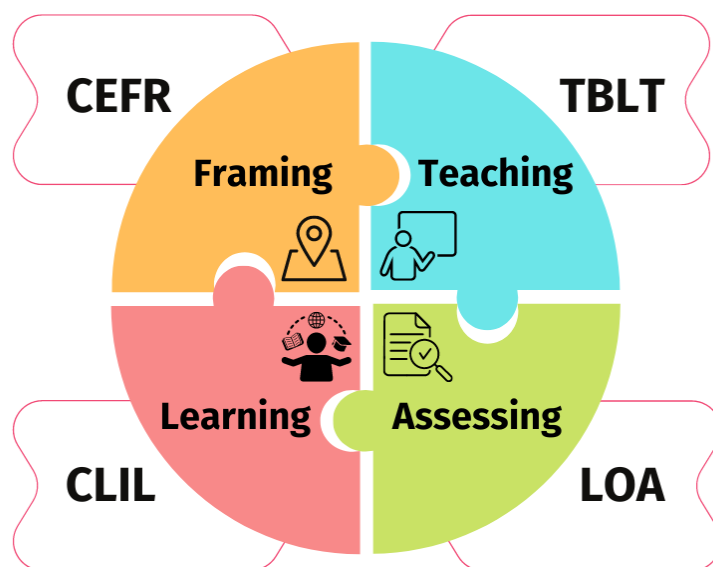 CEFR
TBLT
Framing
Teaching
Learning
Assessing
CLIL
LOA